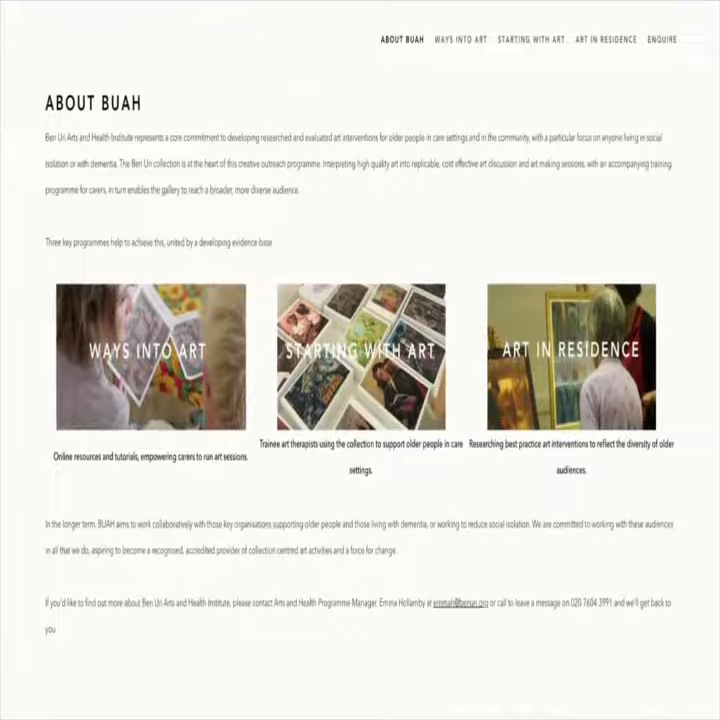 ABOUT BUAH WAYS INTO ART STARTING WITH ART ART IN RESIDENCE ENQUIRE
ABOUT BUAH
Ben Uri Arts and Health Institute represents a core commitment to developing researched and evaluated art interventions for older people in care settings and in the community, with a particular focus on anyone living in social
isolation or with dementia. The Ben Uri collection is at the heart of this creative outreach programme. Interpreting high quality art into replicable, cost effective art discussion and art making sessions, with an accompanying training
programme for carers, in turn enables the gallery to reach a broader, more diverse audience.
Three key programmes help to achieve this, united by a developing evidence base
WAYS INTO ART
STARTING WITH ART
ART IN RESIDENCE
Online resources and tutorials, empowering carers to run art sessions.
Trainee art therapists using the collection to support older people in care
settings.
Researching best practice art interventions to reflect the diversity of older
audiences.
In the longer term, BUAH aims to work collaboratively with those key organisations supporting older people and those living with dementia, or working to reduce social isolation. We are committed to working with these audiences
in all that we do, aspiring to become a recognised, accredited provider of collection centred art activities and a force for change.
If you'd like to find out more about Ben Uri Arts and Health Institute, please contact Arts and Health Programme Manager, Emma Hollamby at emmah@benuri.org or call to leave a message on 020 7604 3991 and we'll get back to
you